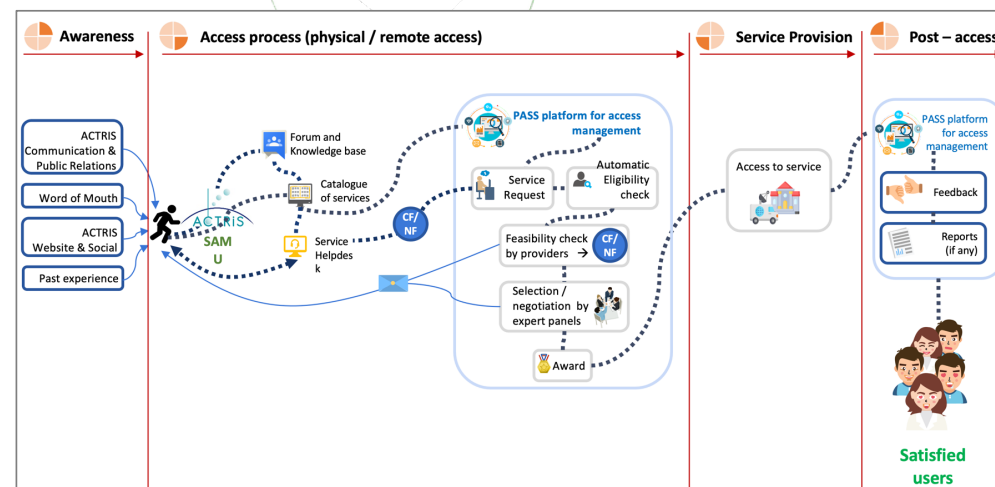 Awareness
Access process (physical / remote access)
Service Provision
Post – access
ACTRIS
Communication &
Public Relations
Word of Mouth
ACTRIS
Website & Social
Past experience
ACTRIS
SAM
U
Forum and
Knowledge base
Catalogue
of services
Service
Helpdes
k
CF/
NF
PASS platform for access
management
Service
Request
Automatic
Eligibility
check
Feasibility check
by providers →
CF/
NF
Selection /
negotiation by
expert panels
Award
Access to service
PASS platform
for access
management
Feedback
Reports
(if any)
Satisfied
users